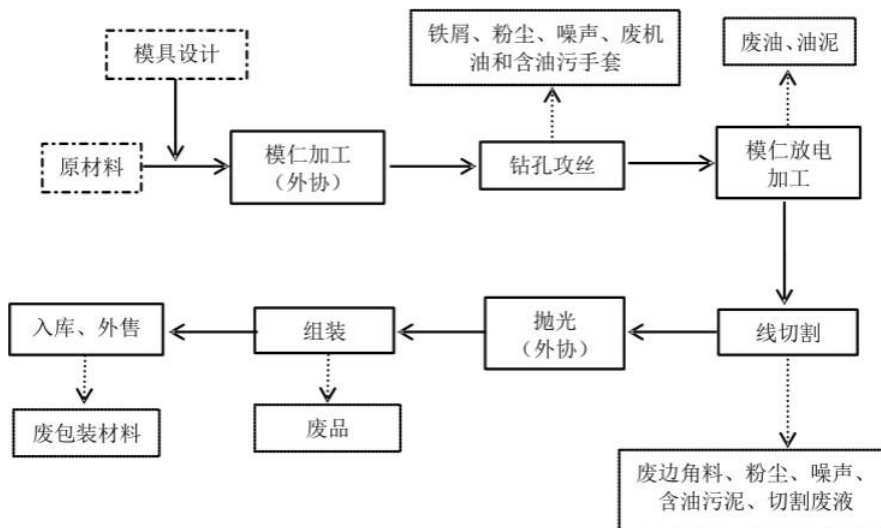 模具设计
铁屑、粉尘、噪声、废机
油和含油污手套
废油、油泥
原材料
模仁加工
（外协）
钻孔攻丝
模仁放电
加工
入库、外售
组装
抛光
（外协）
线切割
废包装材料
废品
废边角料、粉尘、噪声、
含油污泥、切割废液